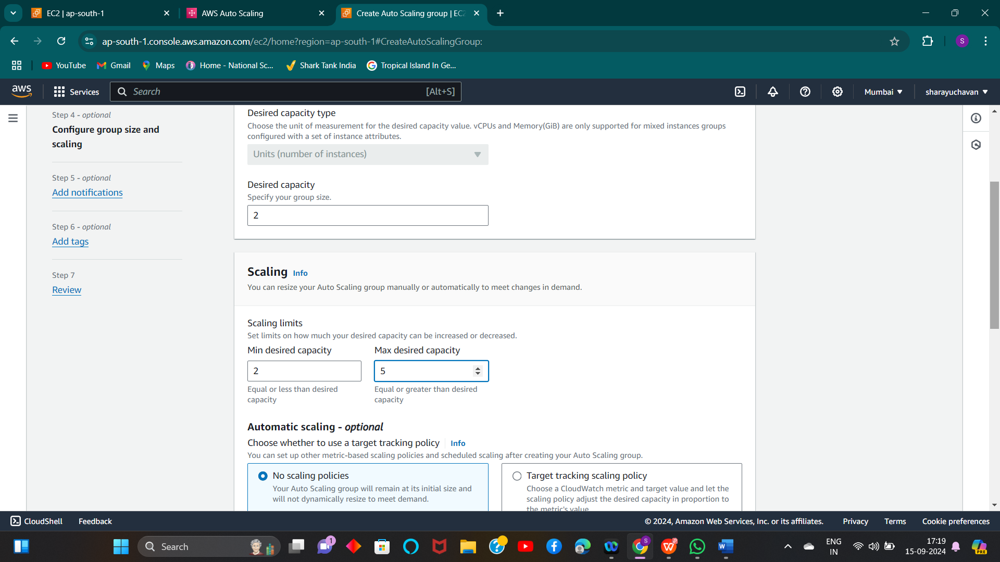 EC2 | ap-south-1
AWS Auto Scaling
Create Auto Scaling group | EC2
ap-south-1.console.aws.amazon.com/ec2/home?region=ap-south-1#CreateAutoScalingGroup:
S
YouTube
Gmail
Maps
Home - National Sc...
Shark Tank India
Tropical Island In Ge...
aws
Services
Search
[Alt+S]
Mumbai
sharayuchavan
Step 4 - optional
Configure group size and
scaling
Step 5 - optional
Add notifications
Step 6 - optional
Add tags
Step 7
Review
Desired capacity type
Choose the unit of measurement for the desired capacity value. vCPUs and Memory(GiB) are only supported for mixed instances groups
configured with a set of instance attributes.
Units (number of instances)
Desired capacity
Specify your group size.
2
Scaling Info
You can resize your Auto Scaling group manually or automatically to meet changes in demand.
Scaling limits
Set limits on how much your desired capacity can be increased or decreased.
Min desired capacity
Max desired capacity
2
5
Equal or less than desired
capacity
Equal or greater than desired
capacity
Automatic scaling - optional
Choose whether to use a target tracking policy Info
You can set up other metric-based scaling policies and scheduled scaling after creating your Auto Scaling group.
No scaling policies
Your Auto Scaling group will remain at its initial size and
will not dynamically resize to meet demand.
Target tracking scaling policy
Choose a CloudWatch metric and target value and let the
scaling policy adjust the desired capacity in proportion to
the metric's value.
CloudShell
Feedback
© 2024, Amazon Web Services, Inc. or its affiliates.
Privacy
Terms
Cookie preferences
Search
1
S
W
ENG
IN
17:19
15-09-2024
PRE